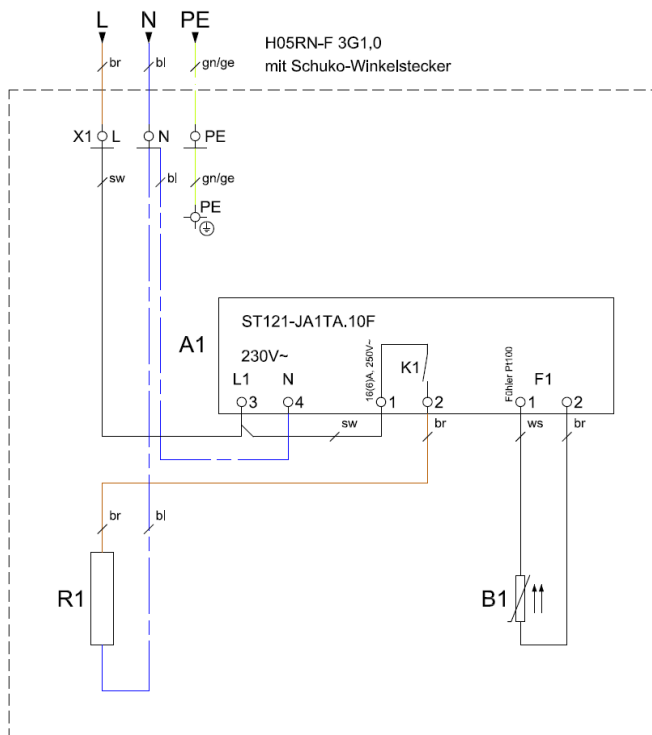 L N PE
br bl gn/ge
H05RN-F 3G1,0
mit Schuko-Winkelstecker
X1 L N PE
sw bl gn/ge
PE
A1
ST121-JA1TA.10F
230V~
L1 N
3 4
16(6)A, 250V~
K1
1 2
Fühler Pt100
F1
1 2
sw br ws br
br bl
R1
B1